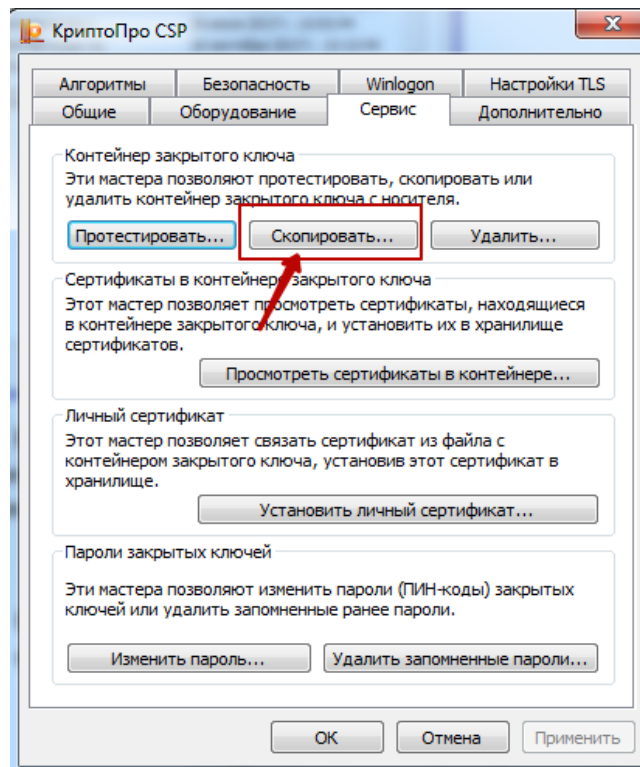 КриптоПро CSP
Алгоритмы Безопасность Winlogon Настройки TLS
Общие Оборудование Сервис Дополнительно
Контейнер закрытого ключа
Эти мастера позволяют протестировать, скопировать или
удалить контейнер закрытого ключа с носителя.
Протестировать... Скопировать... Удалить...
Сертификаты в контейнере закрытого ключа
Этот мастер позволяет просмотреть сертификаты, находящиеся
в контейнере закрытого ключа, и установить их в хранилище
сертификатов.
Просмотреть сертификаты в контейнере...
Личный сертификат
Этот мастер позволяет связать сертификат из файла с
контейнером закрытого ключа, установив этот сертификат в
хранилище.
Установить личный сертификат...
Пароли закрытых ключей
Эти мастера позволяют изменить пароли (ПИН-коды) закрытых
ключей или удалить запомненные ранее пароли.
Изменить пароль... Удалить запомненные пароли...
ОК Отмена Применить